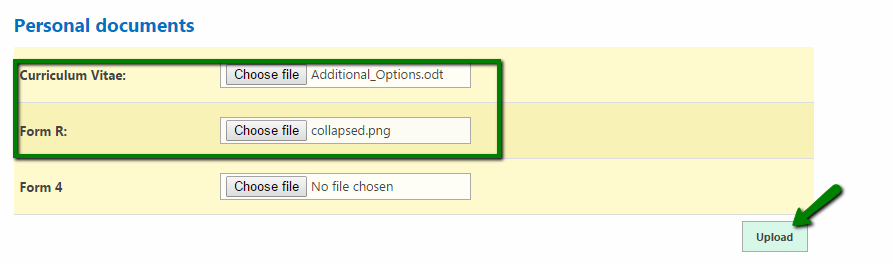 Personal documents
Curriculum Vitae: Choose file Additional_Options.odt
Form R: Choose file collapsed.png
Form 4 Choose file No file chosen
Upload